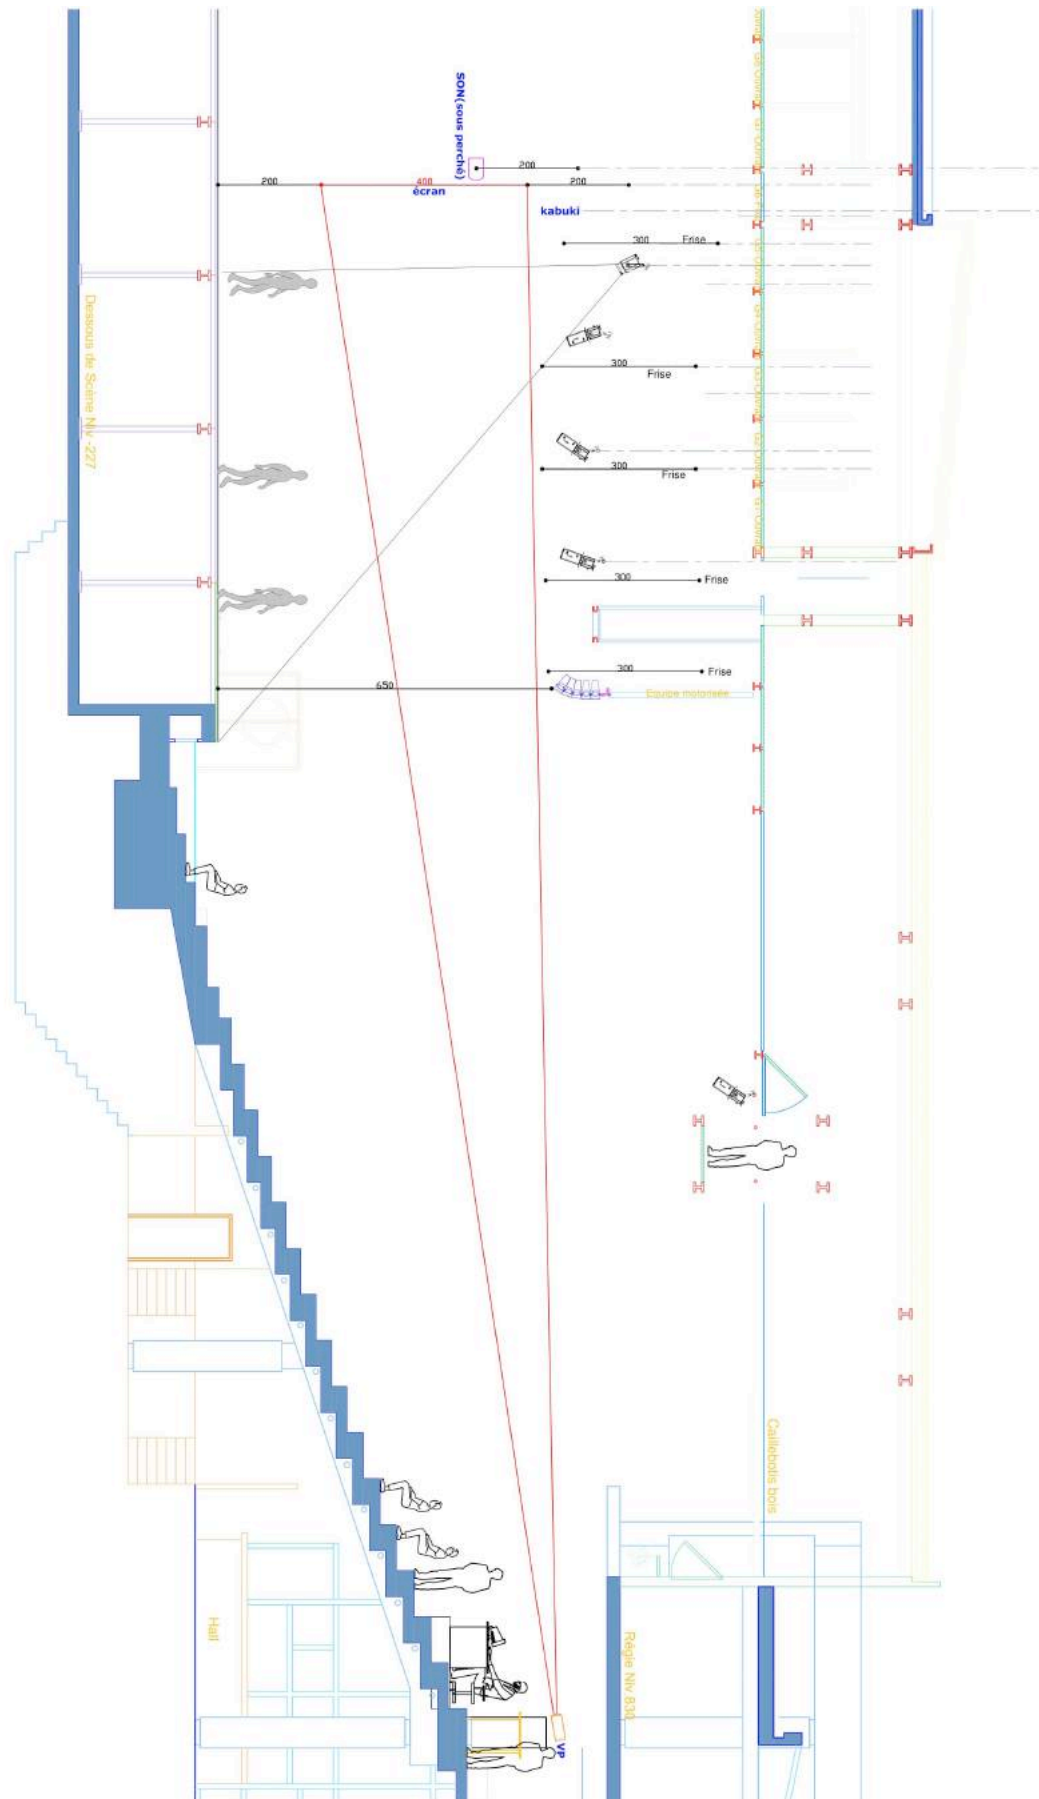 SON(sous perché)
200
200
400
200
écran
kabuki
300
Frise
300
Frise
300
Frise
300
Frise
300
Frise
650
Equipe motorisée
Dessous de Scène Niv -227
Caillebotis bois
Hall
Régie Niv 830
VP